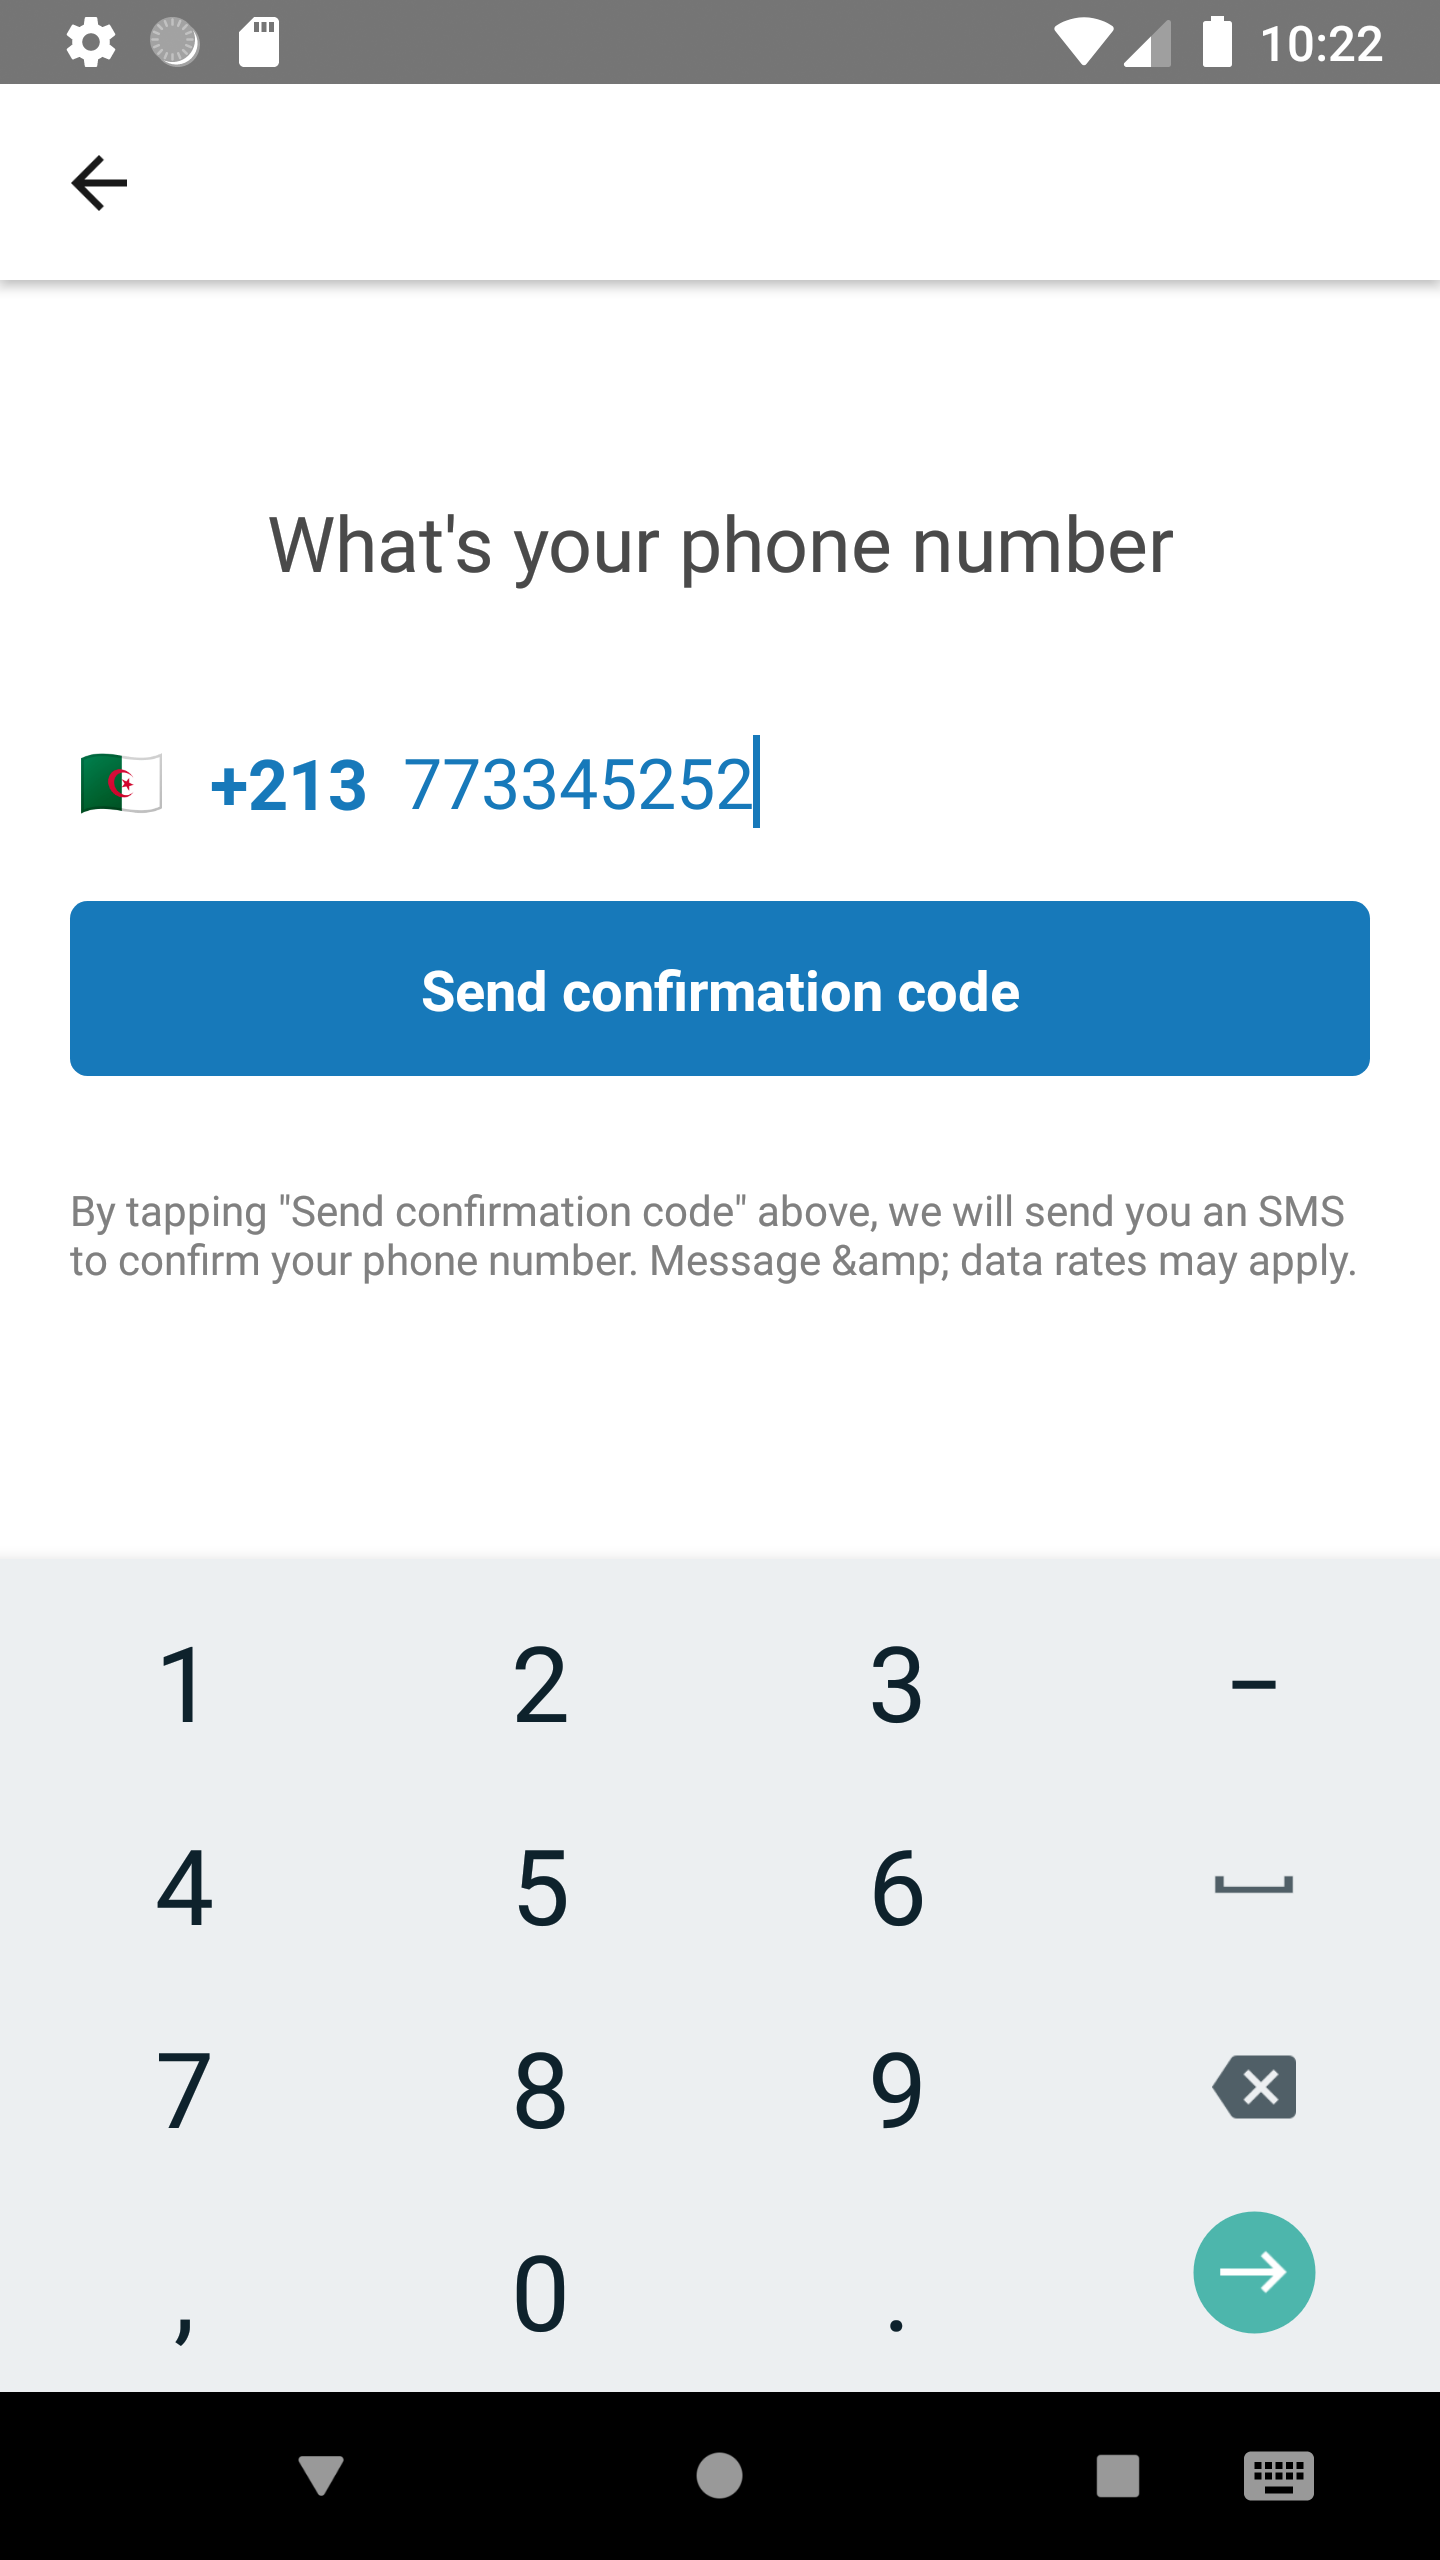 10:22
What's your phone number
+213 773345252
Send confirmation code
By tapping "Send confirmation code" above, we will send you an SMS
to confirm your phone number. Message &amp; data rates may apply.
1 2 3 –
4 5 6
7 8 9
, 0 .